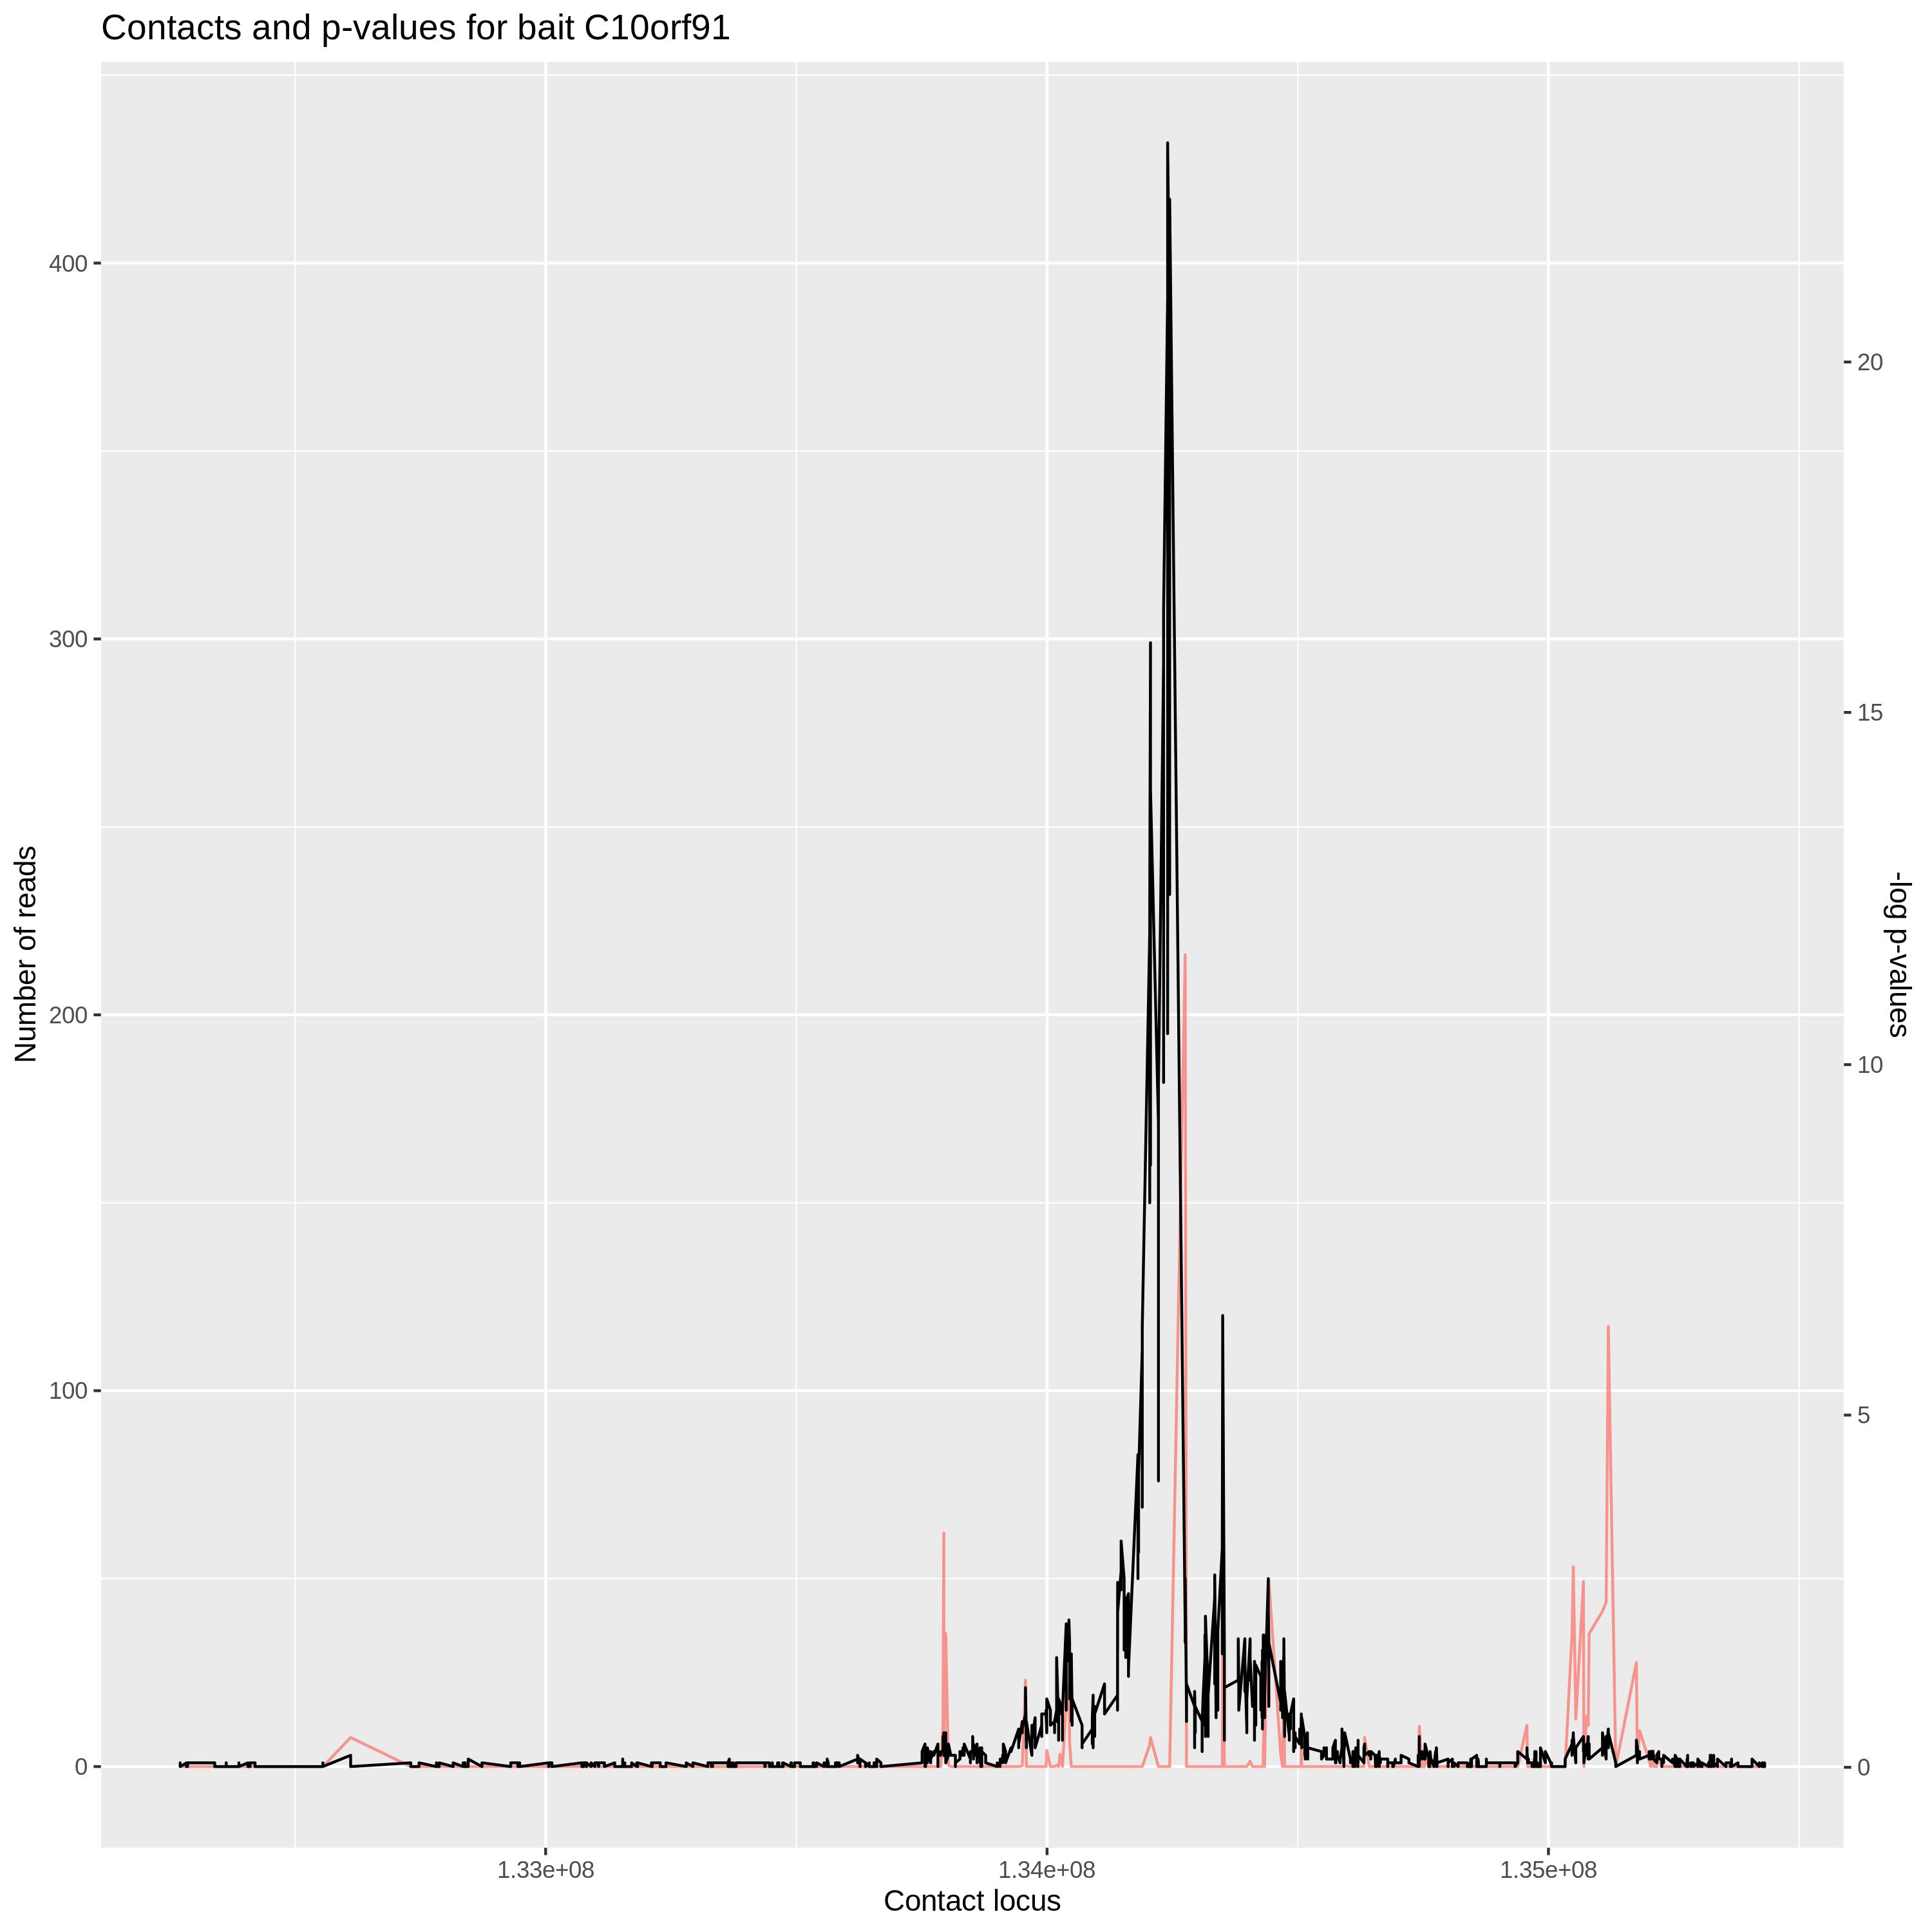 Contacts and p-values for bait C10orf91
400
300
200
100
0
Number of reads
20
15
10
5
0
-log p-values
1.33e+08 1.34e+08 1.35e+08
Contact locus